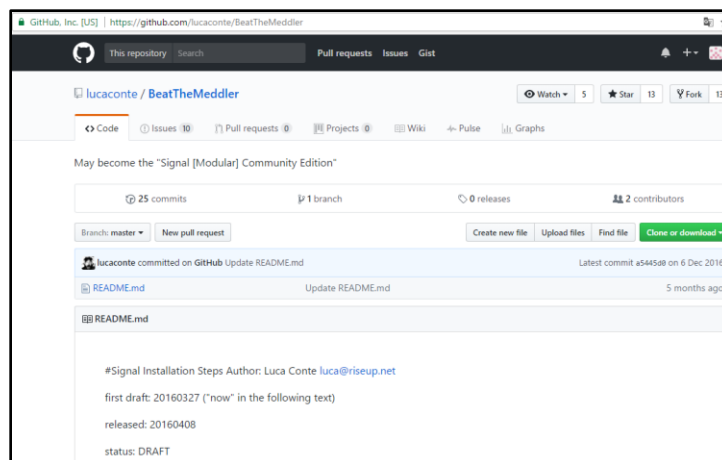 GitHub, Inc. [US] | https://github.com/lucaconte/BeatTheMeddler
This repository Search Pull requests Issues Gist
lucaconte / BeatTheMeddler Watch 5 Star 13 Fork 13
Code Issues 10 Pull requests 0 Projects 0 Wiki Pulse Graphs
May become the "Signal [Modular] Community Edition"
25 commits 1 branch 0 releases 2 contributors
Branch: master New pull request Create new file Upload files Find file Clone or download
lucaconte committed on GitHub Update README.md Latest commit a5445d0 on 6 Dec 2016
README.md Update README.md 5 months ago
README.md
#Signal Installation Steps Author: Luca Conte luca@riseup.net
first draft: 20160327 ("now" in the following text)
released: 20160408
status: DRAFT